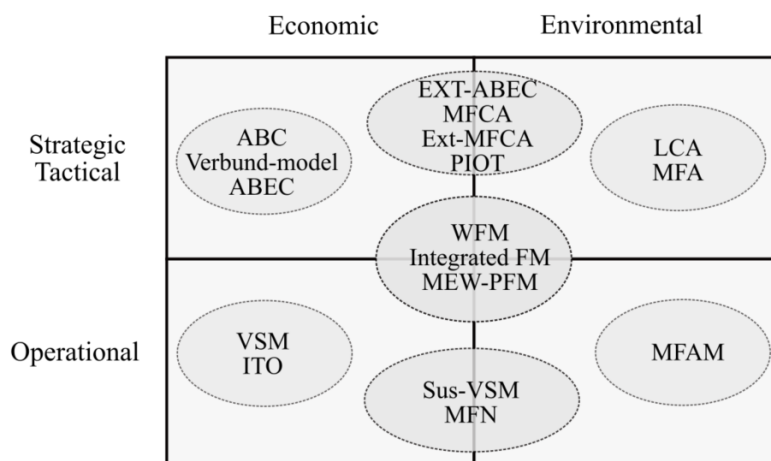 Economic
Environmental
Strategic
Tactical
ABC
Verbund-model
ABEC
EXT-ABEC
MFCA
Ext-MFCA
PIOT
LCA
MFA
WFM
Integrated FM
MEW-PFM
Operational
VSM
ITO
Sus-VSM
MFN
MFAM